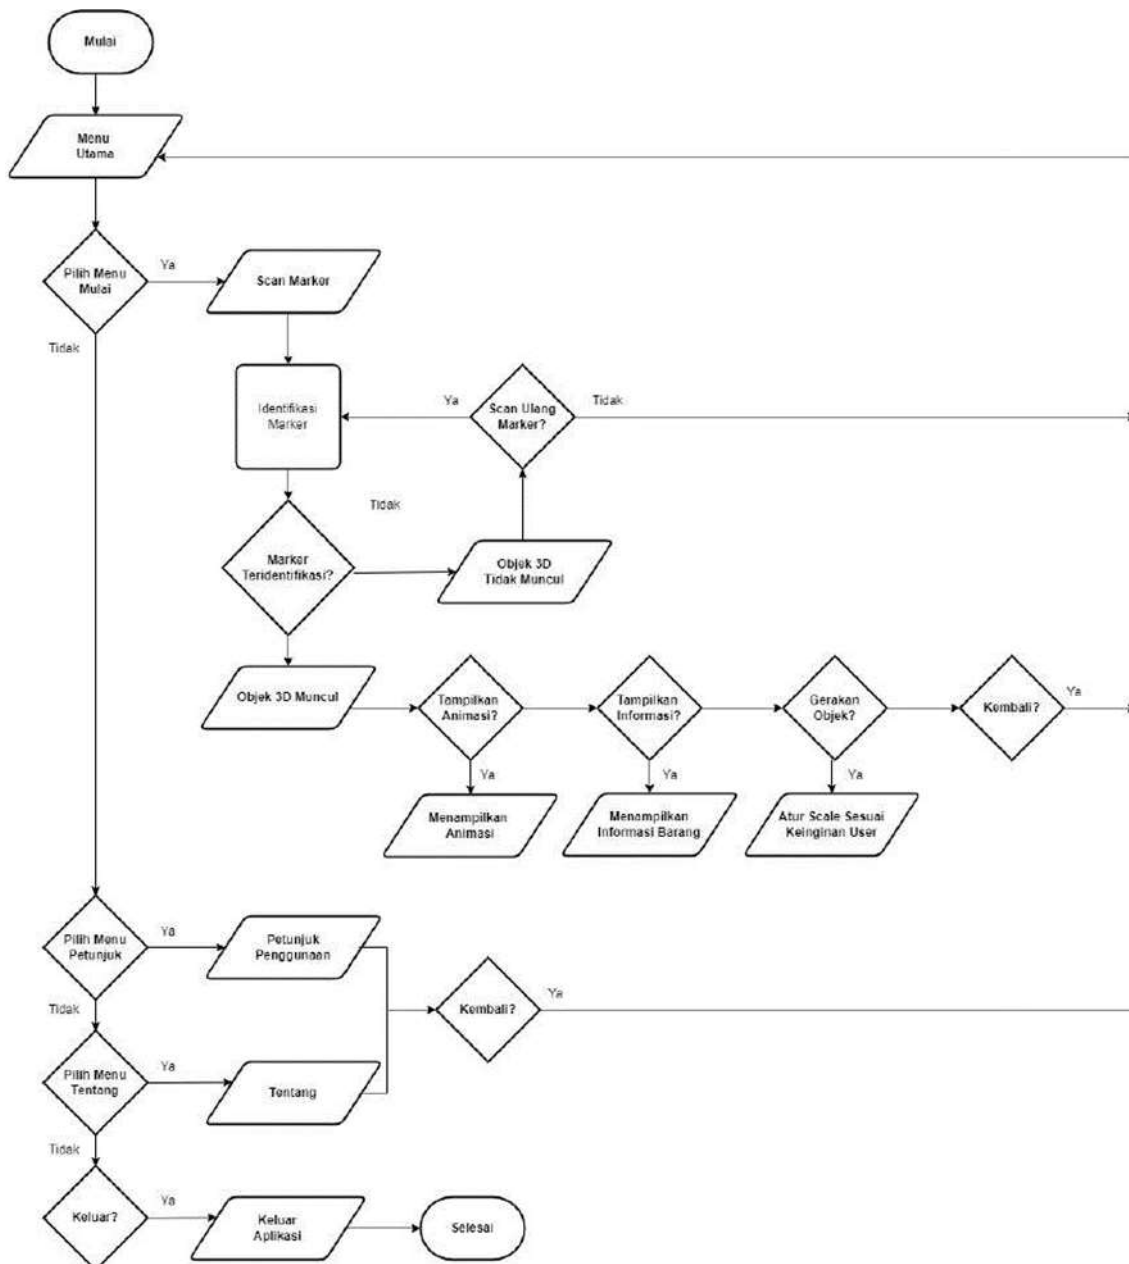 Mulai
Menu
Utama
Pilih Menu
Mulai
Ya
Scan Marker
Tidak
Identifikasi
Marker
Ya
Scan Ulang
Marker?
Tidak
Tidak
Marker
Teridentifikasi?
Objek 3D
Tidak Muncul
Objek 3D Muncul
Tampilkan
Animasi?
Tampilkan
Informasi?
Gerakan
Objek?
Kembali?
Ya
Ya
Ya
Ya
Menampilkan
Animasi
Menampilkan
Informasi Barang
Atur Scale Sesuai
Keinginan User
Pilih Menu
Petunjuk
Ya
Petunjuk
Penggunaan
Kembali?
Ya
Tidak
Pilih Menu
Tentang
Ya
Tentang
Tidak
Keluar?
Ya
Keluar
Aplikasi
Selesai